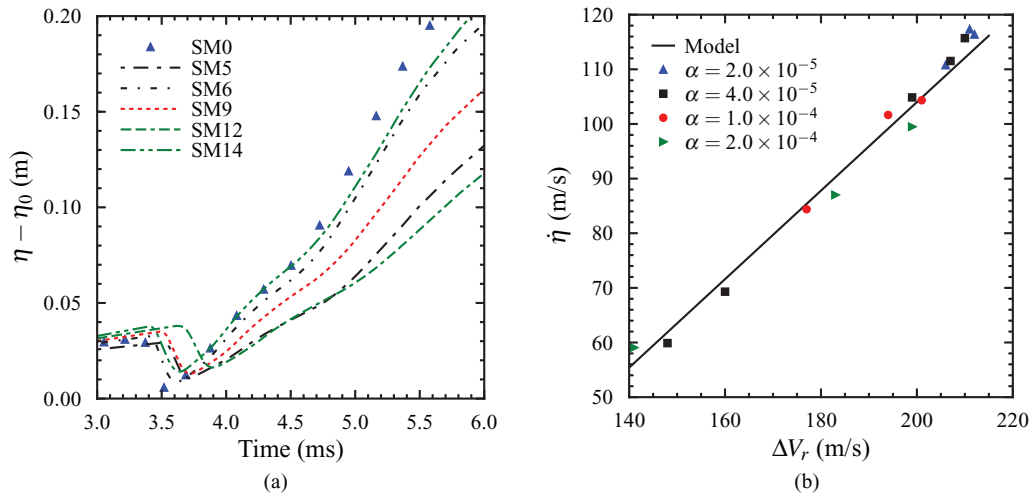 0.20
0.15
0.10
0.05
0.00
η − η₀ (m)
SM0
SM5
SM6
SM9
SM12
SM14
3.0 3.5 4.0 4.5 5.0 5.5 6.0
Time (ms)
(a)
120
110
100
90
80
70
60
50
η̇ (m/s)
Model
α = 2.0 × 10⁻⁵
α = 4.0 × 10⁻⁵
α = 1.0 × 10⁻⁴
α = 2.0 × 10⁻⁴
140 160 180 200 220
ΔVᵣ (m/s)
(b)